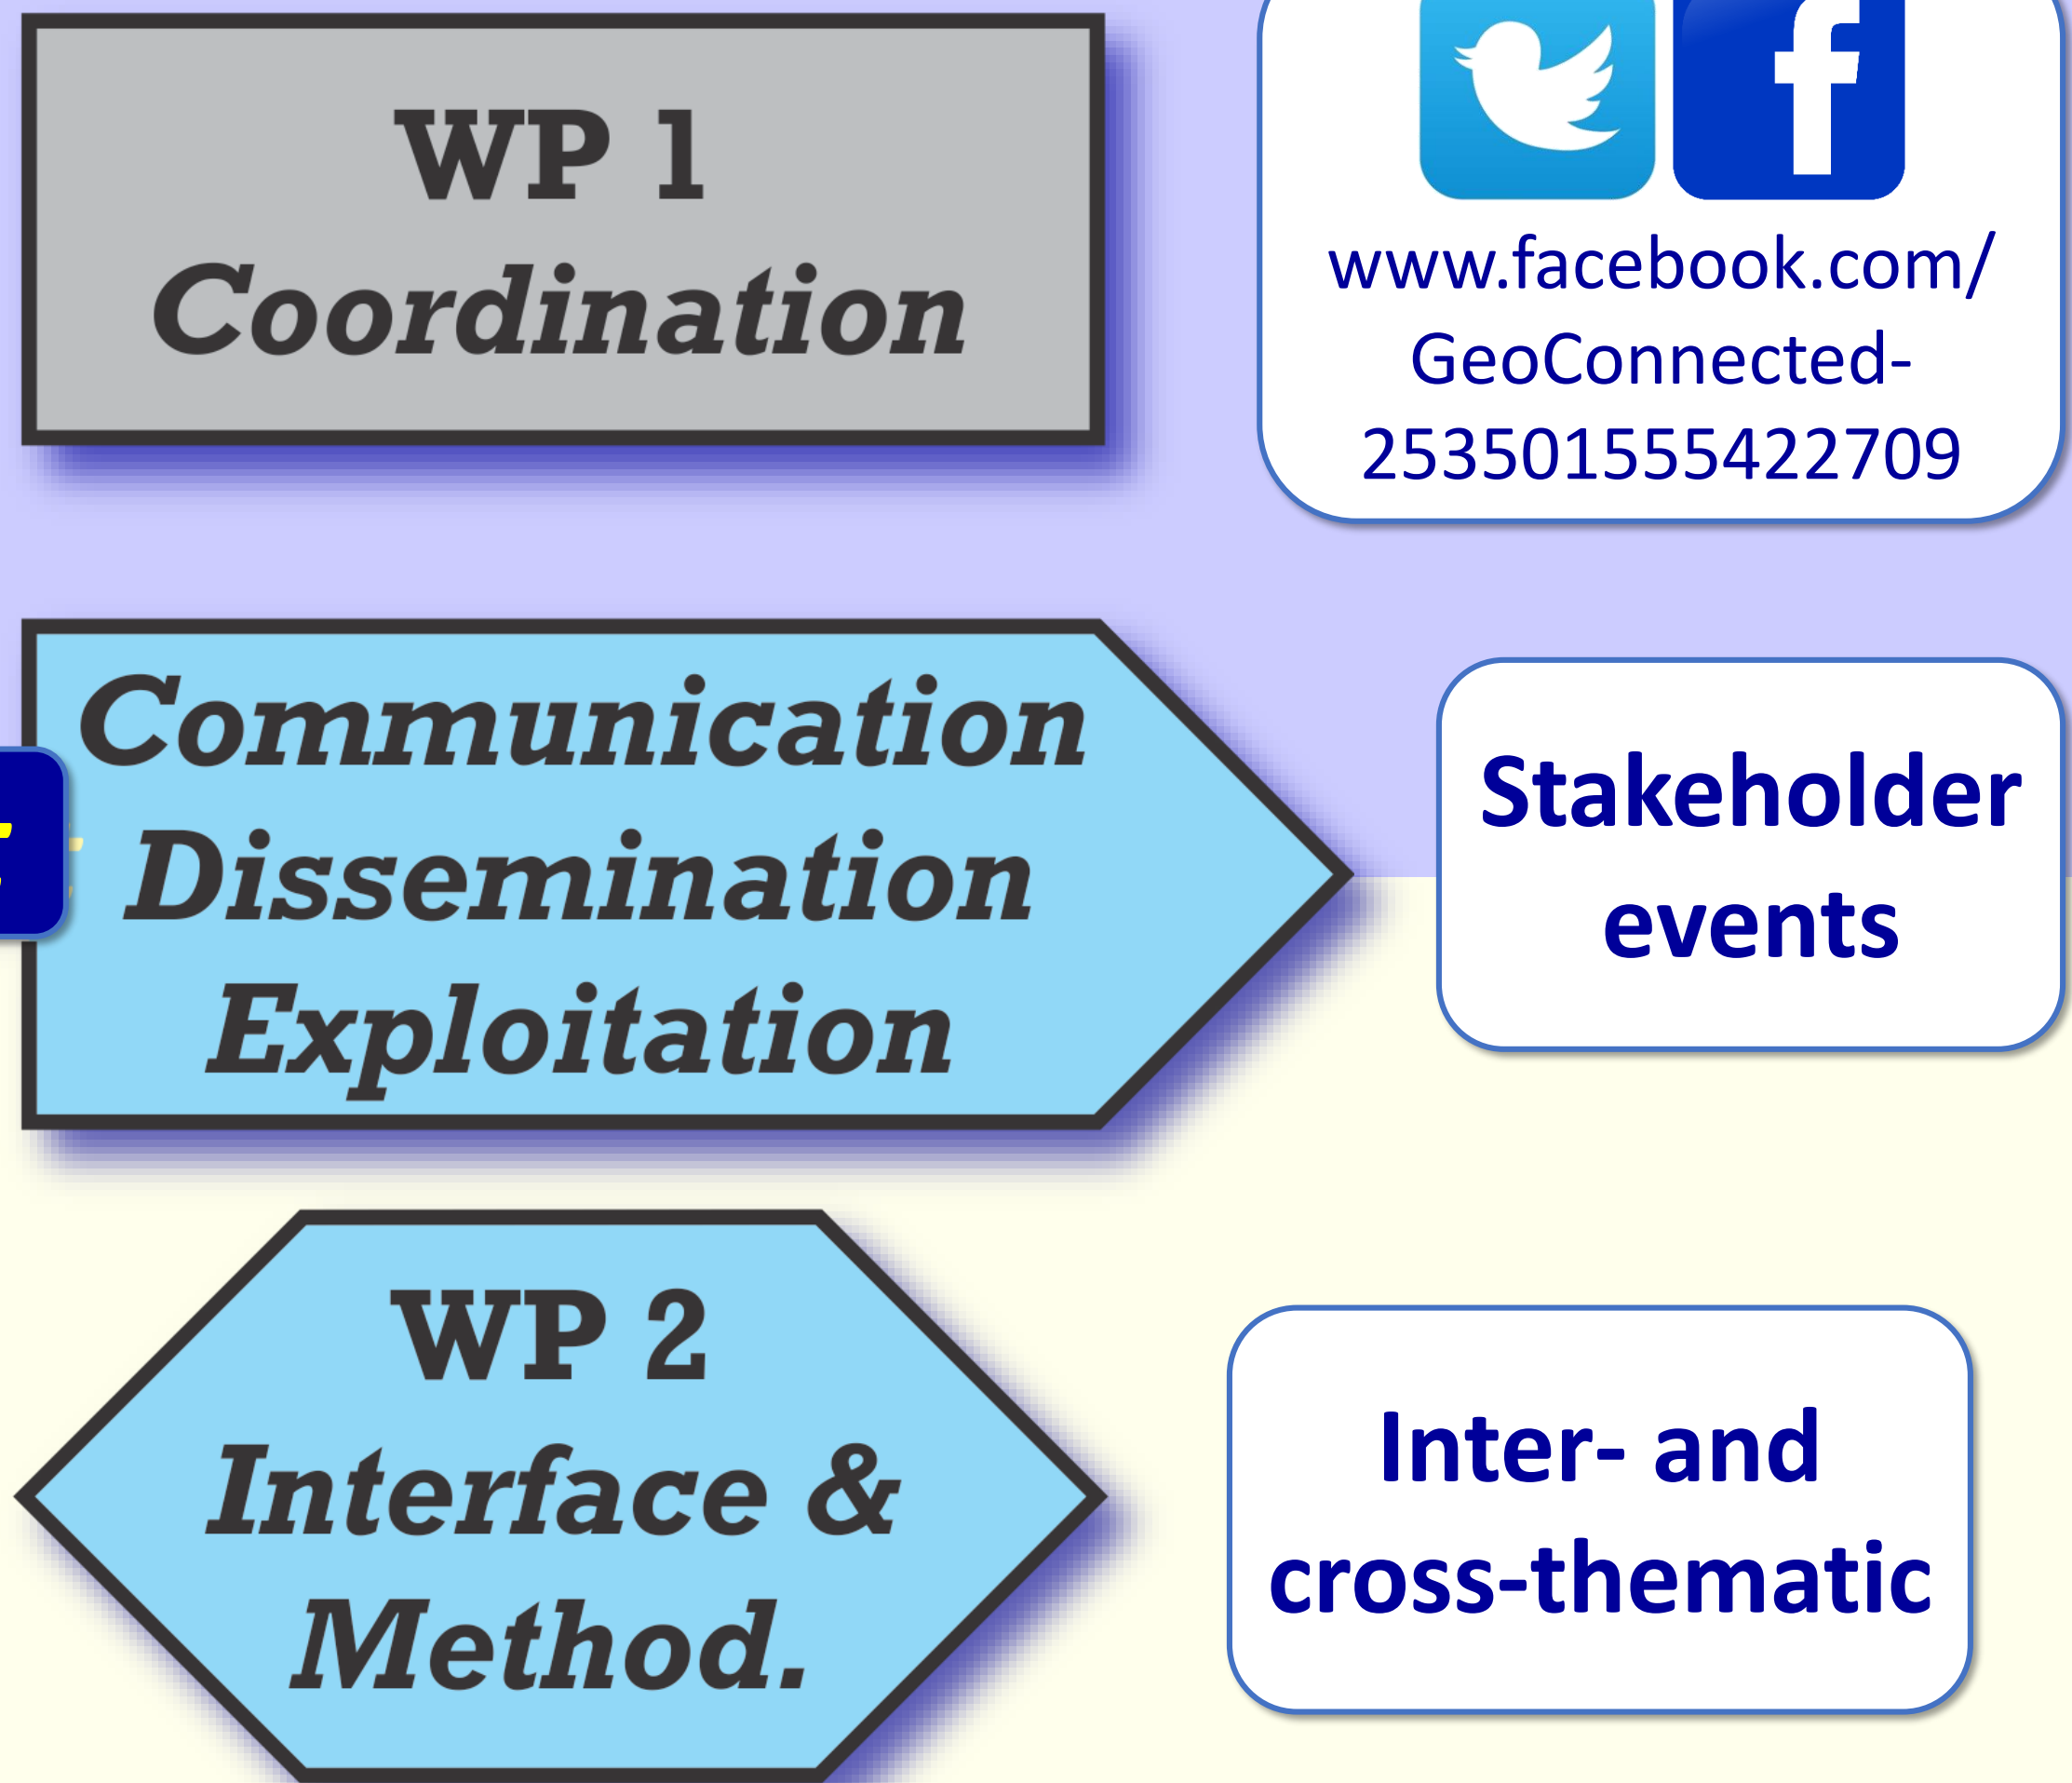 WP 1
Coordination
www.facebook.com/
GeoConnected-
253501555422709
Communication
Dissemination
Exploitation
Stakeholder
events
WP 2
Interface &
Method.
Inter- and
cross-thematic